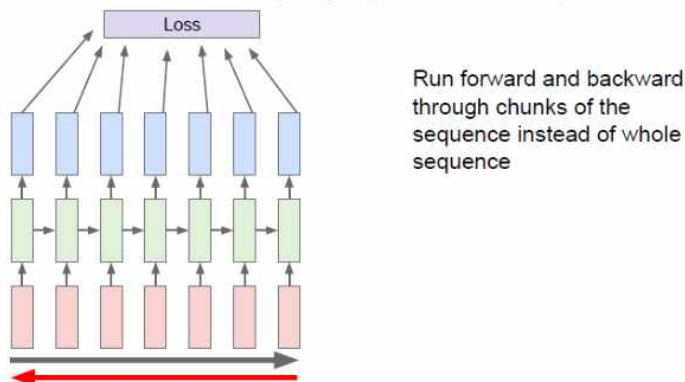 Loss
Run forward and backward
through chunks of the
sequence instead of whole
sequence